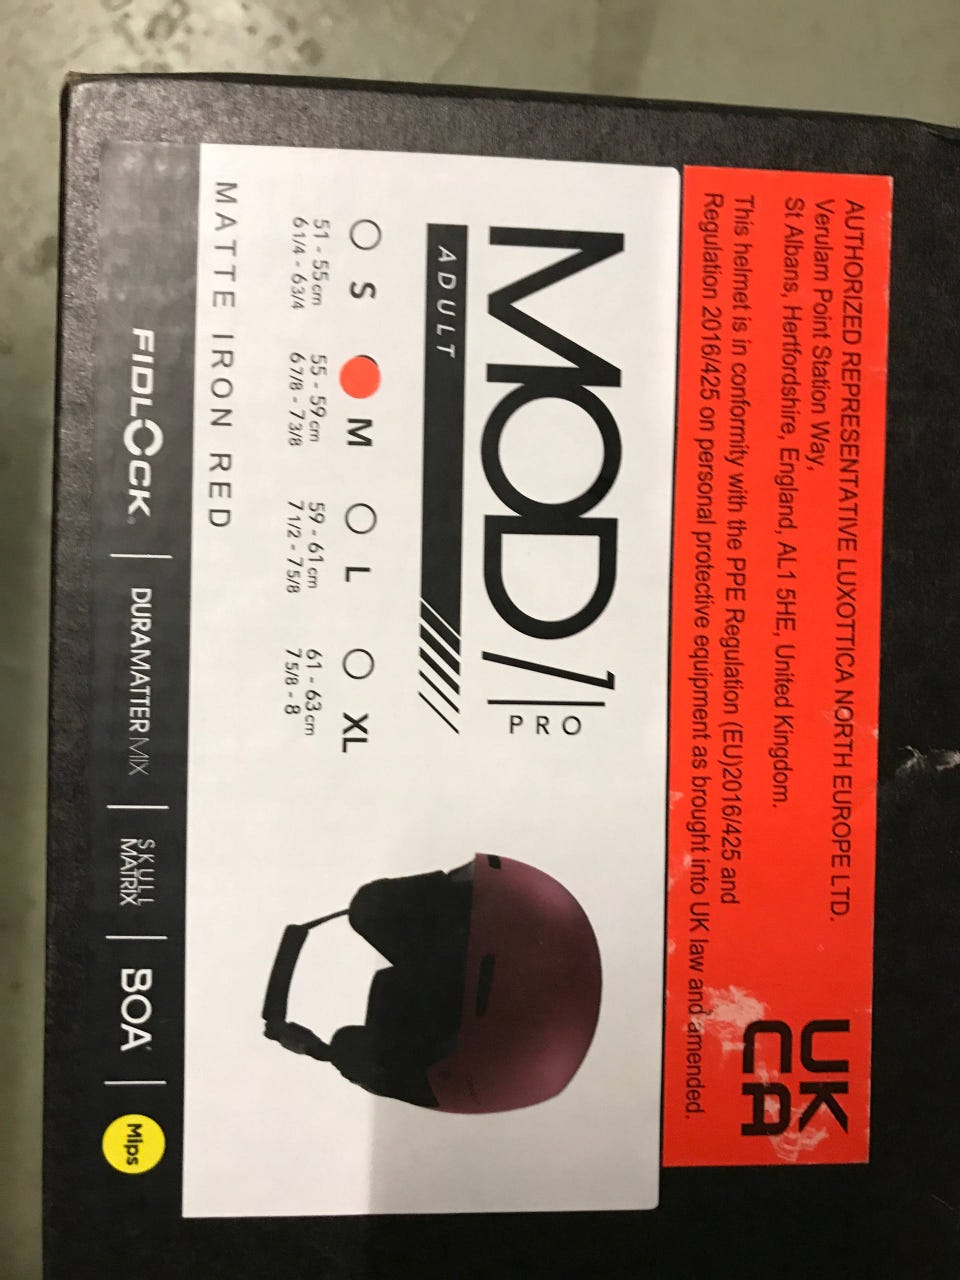 AUTHORIZED REPRESENTATIVE LUXOTTICA NORTH EUROPE LTD.
Verulam Point Station Way,
St Albans, Hertfordshire, England, AL1 5HE, United Kingdom.
This helmet is in conformity with the PPE Regulation (EU)2016/425 and
Regulation 2016/425 on personal protective equipment as brought into UK law and amended.
UK
CA
MOD1
PRO
ADULT
S M L XL
51 - 55cm 55 - 59cm 59 - 61cm 61 - 63cm
6 1/4 - 6 3/4 6 7/8 - 7 3/8 7 1/2 - 7 5/8 7 5/8 - 8
MATTE IRON RED
FIDLOCK® | DURAMATTER MIX | SKULL MATRIX | BOA® | Mips